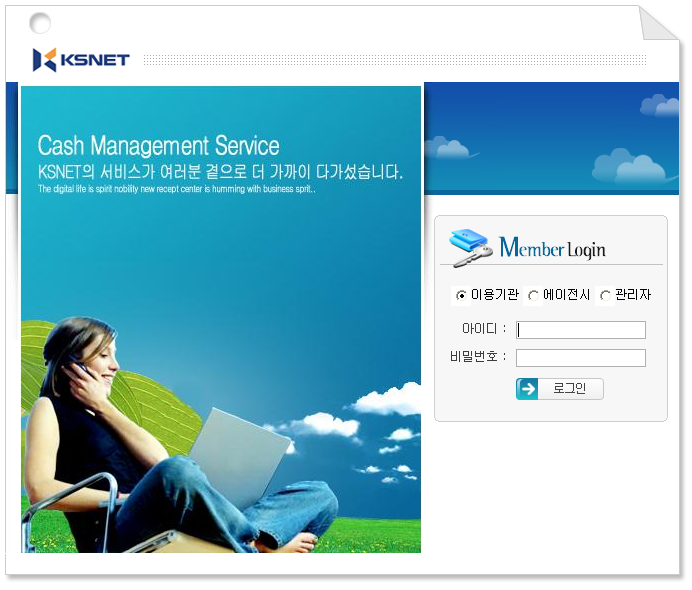 KSNET
Cash Management Service
KSNET의 서비스가 여러분 곁으로 더 가까이 다가섰습니다.
The digital life is spirit nobility new recept center is humming with business sprit..
Member Login
이용기관 에이젼시 관리자
아이디 :
비밀번호 :
로그인